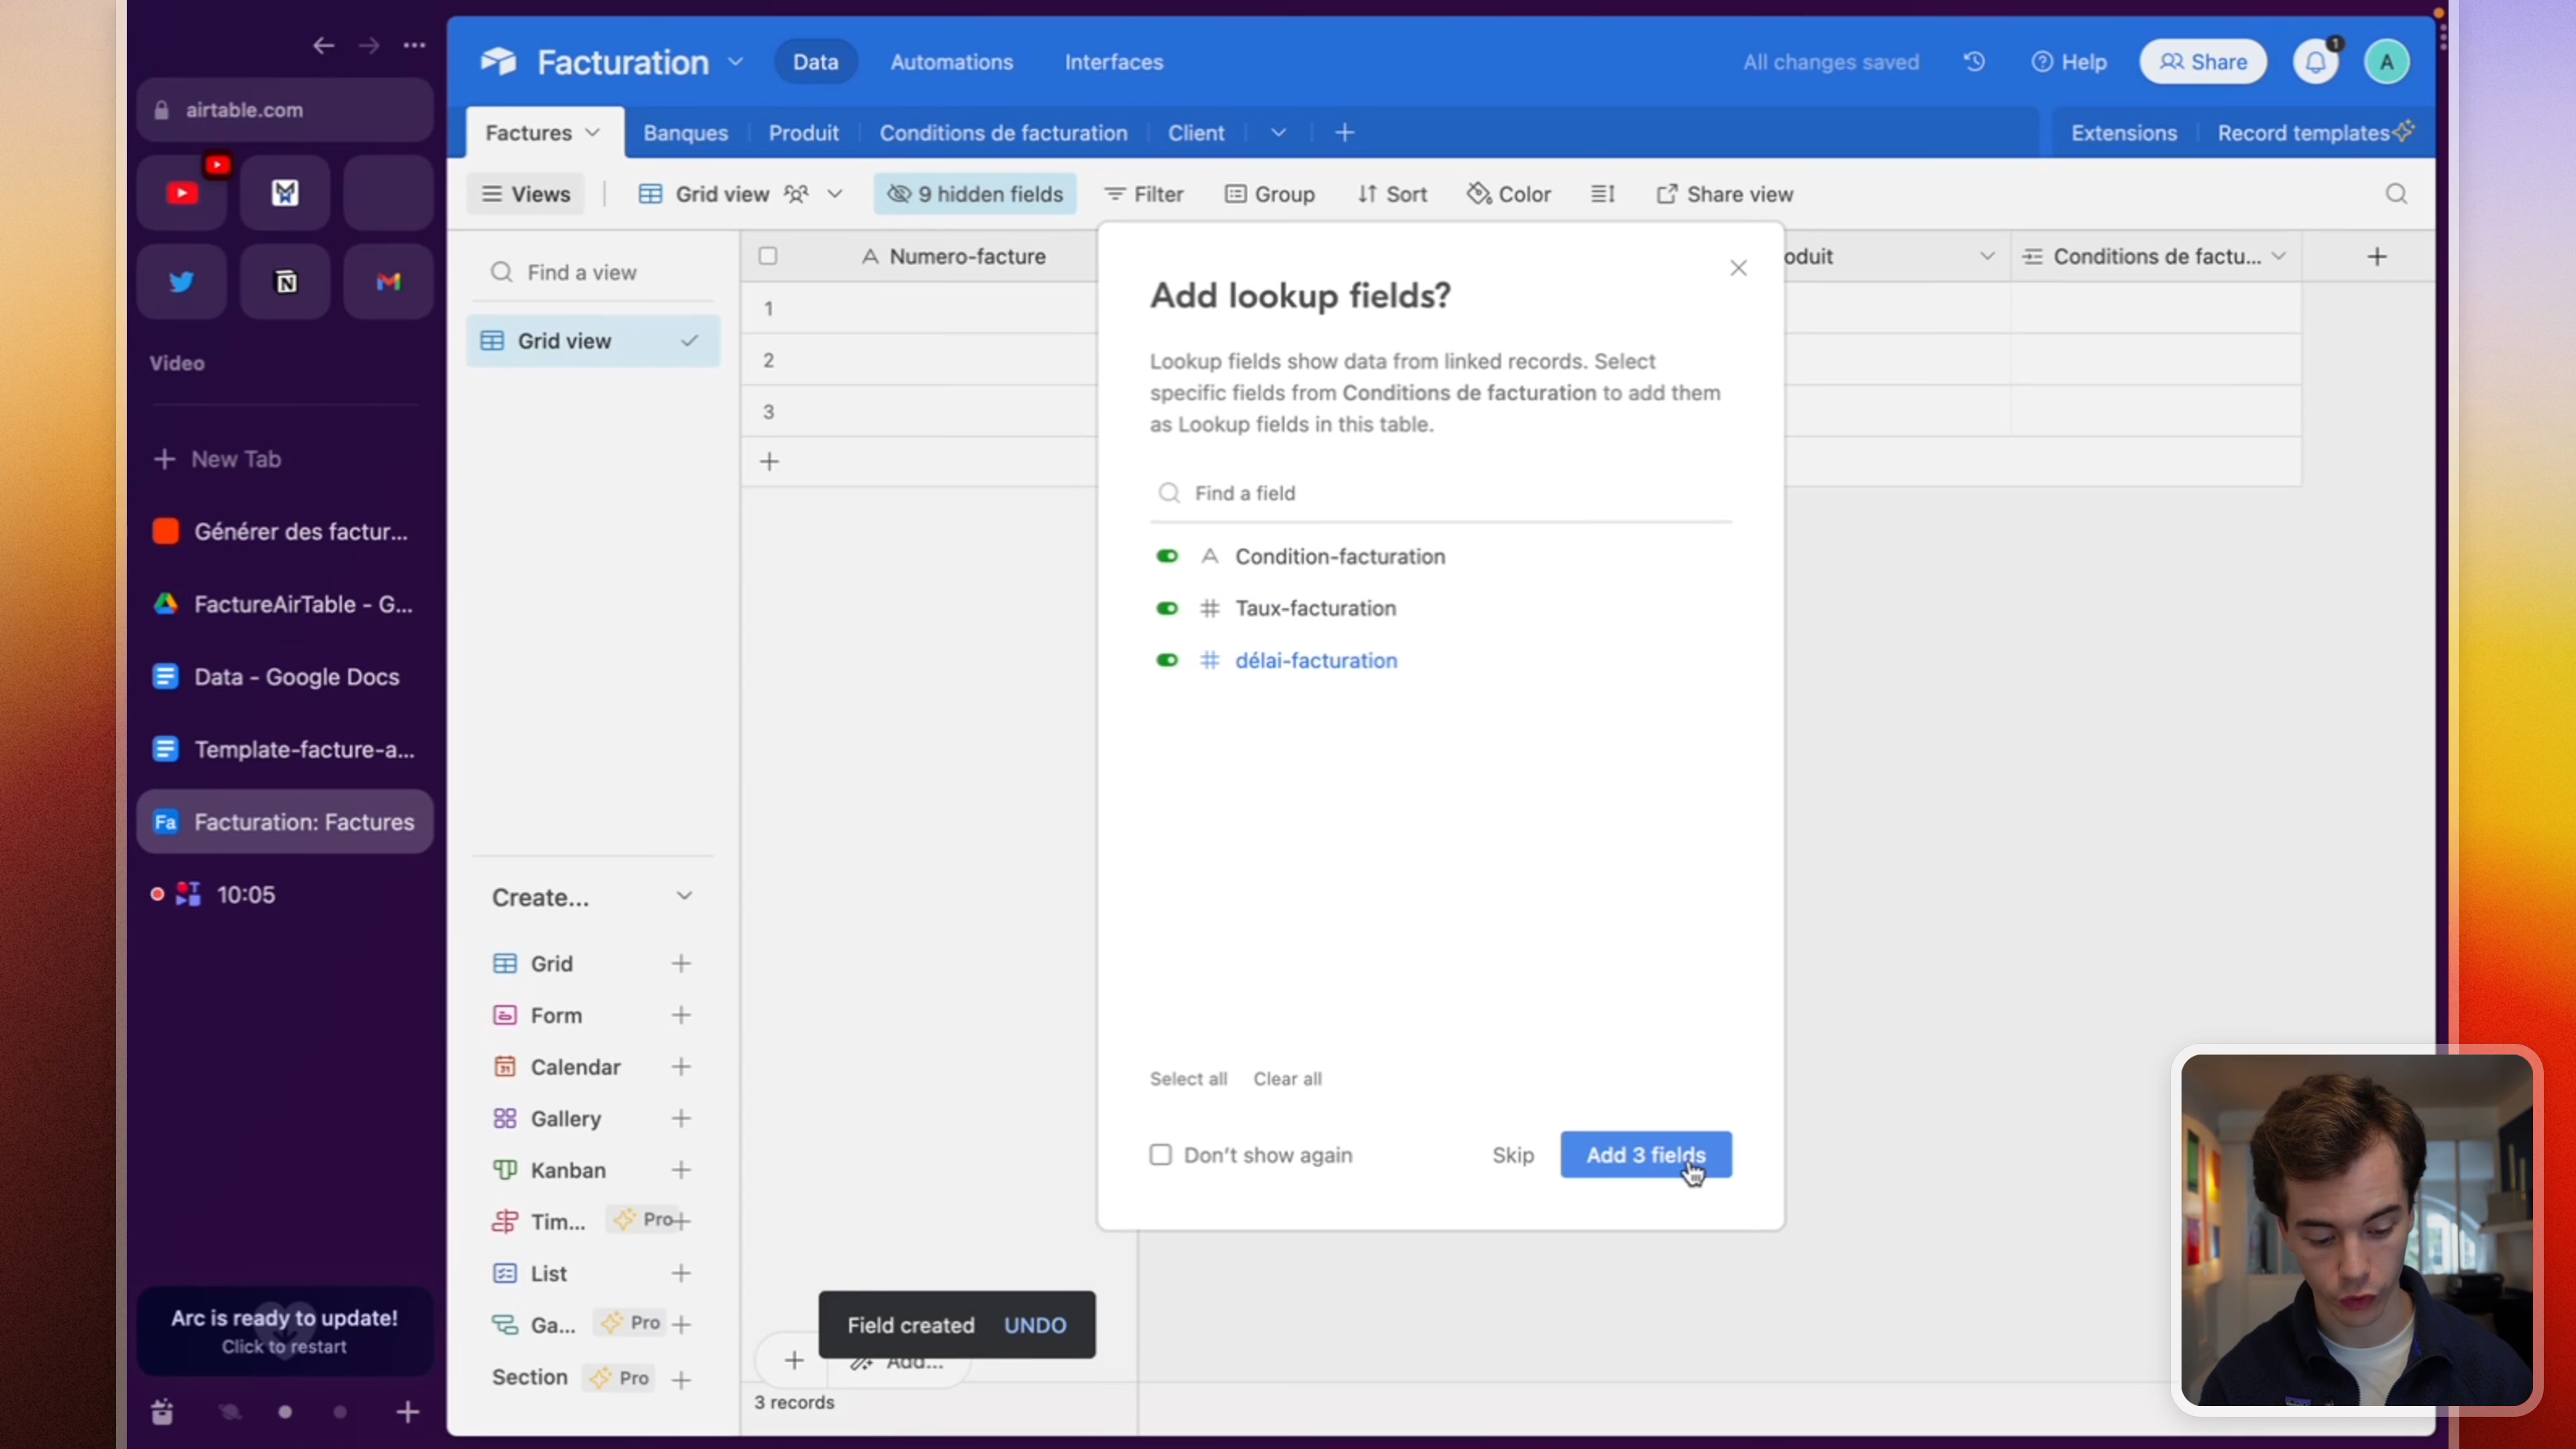 airtable.com
Video
New Tab
Générer des factur...
FactureAirTable - G...
Data - Google Docs
Template-facture-a...
Fa
Facturation: Factures
10:05
Arc is ready to update!
Click to restart
Facturation
Data
Automations
Interfaces
All changes saved
Help
Share
1
A
Factures
Banques
Produit
Conditions de facturation
Client
Extensions
Record templates
Views
Grid view
9 hidden fields
Filter
Group
Sort
Color
Share view
Find a view
Grid view
Create...
Grid
Form
Calendar
Gallery
Kanban
Tim...
Pro
List
Ga...
Pro
Section
Pro
Numero-facture
oduit
Conditions de factu...
1
2
3
Add lookup fields?
Lookup fields show data from linked records. Select
specific fields from Conditions de facturation to add them
as Lookup fields in this table.
Find a field
Condition-facturation
Taux-facturation
délai-facturation
Select all
Clear all
Don't show again
Skip
Add 3 fields
Field created
UNDO
Add...
3 records